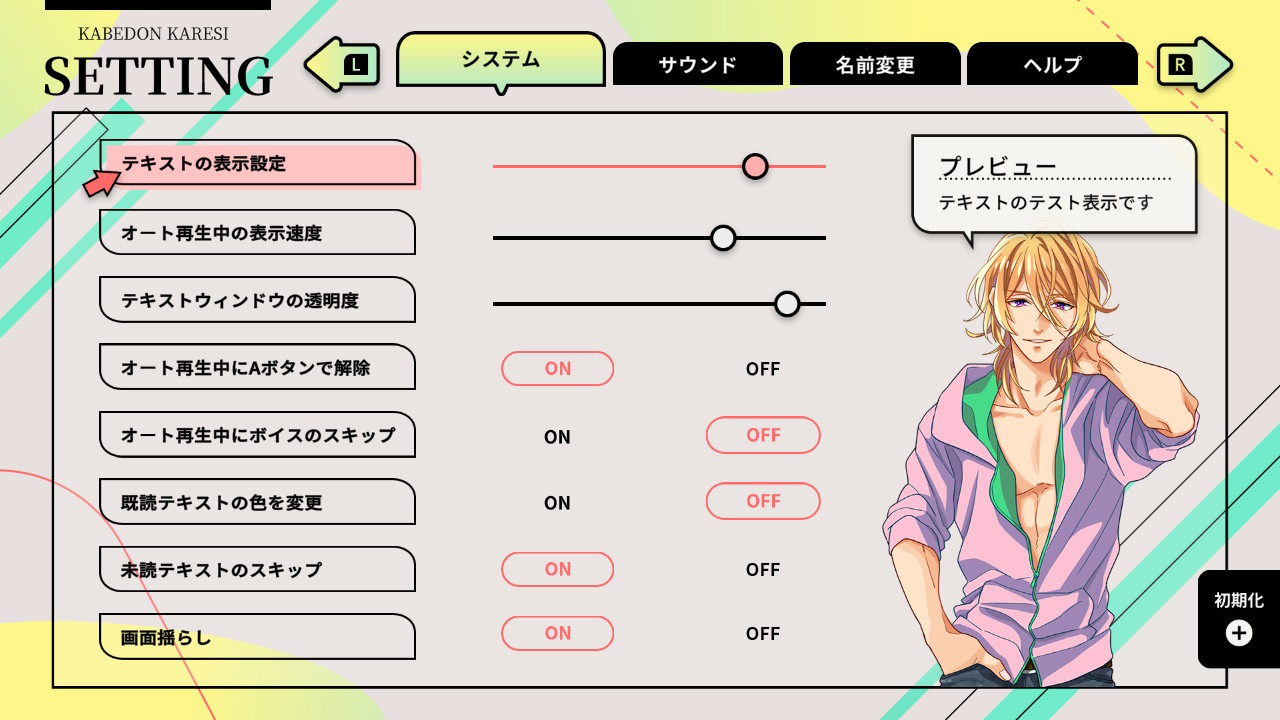 KABEDON KARESI
SETTING
L
システム
サウンド
名前変更
ヘルプ
R
テキストの表示設定
オート再生中の表示速度
テキストウィンドウの透明度
オート再生中にAボタンで解除
ON
OFF
オート再生中にボイスのスキップ
ON
OFF
既読テキストの色を変更
ON
OFF
未読テキストのスキップ
ON
OFF
画面揺らし
ON
OFF
プレビュー
テキストのテスト表示です
初期化